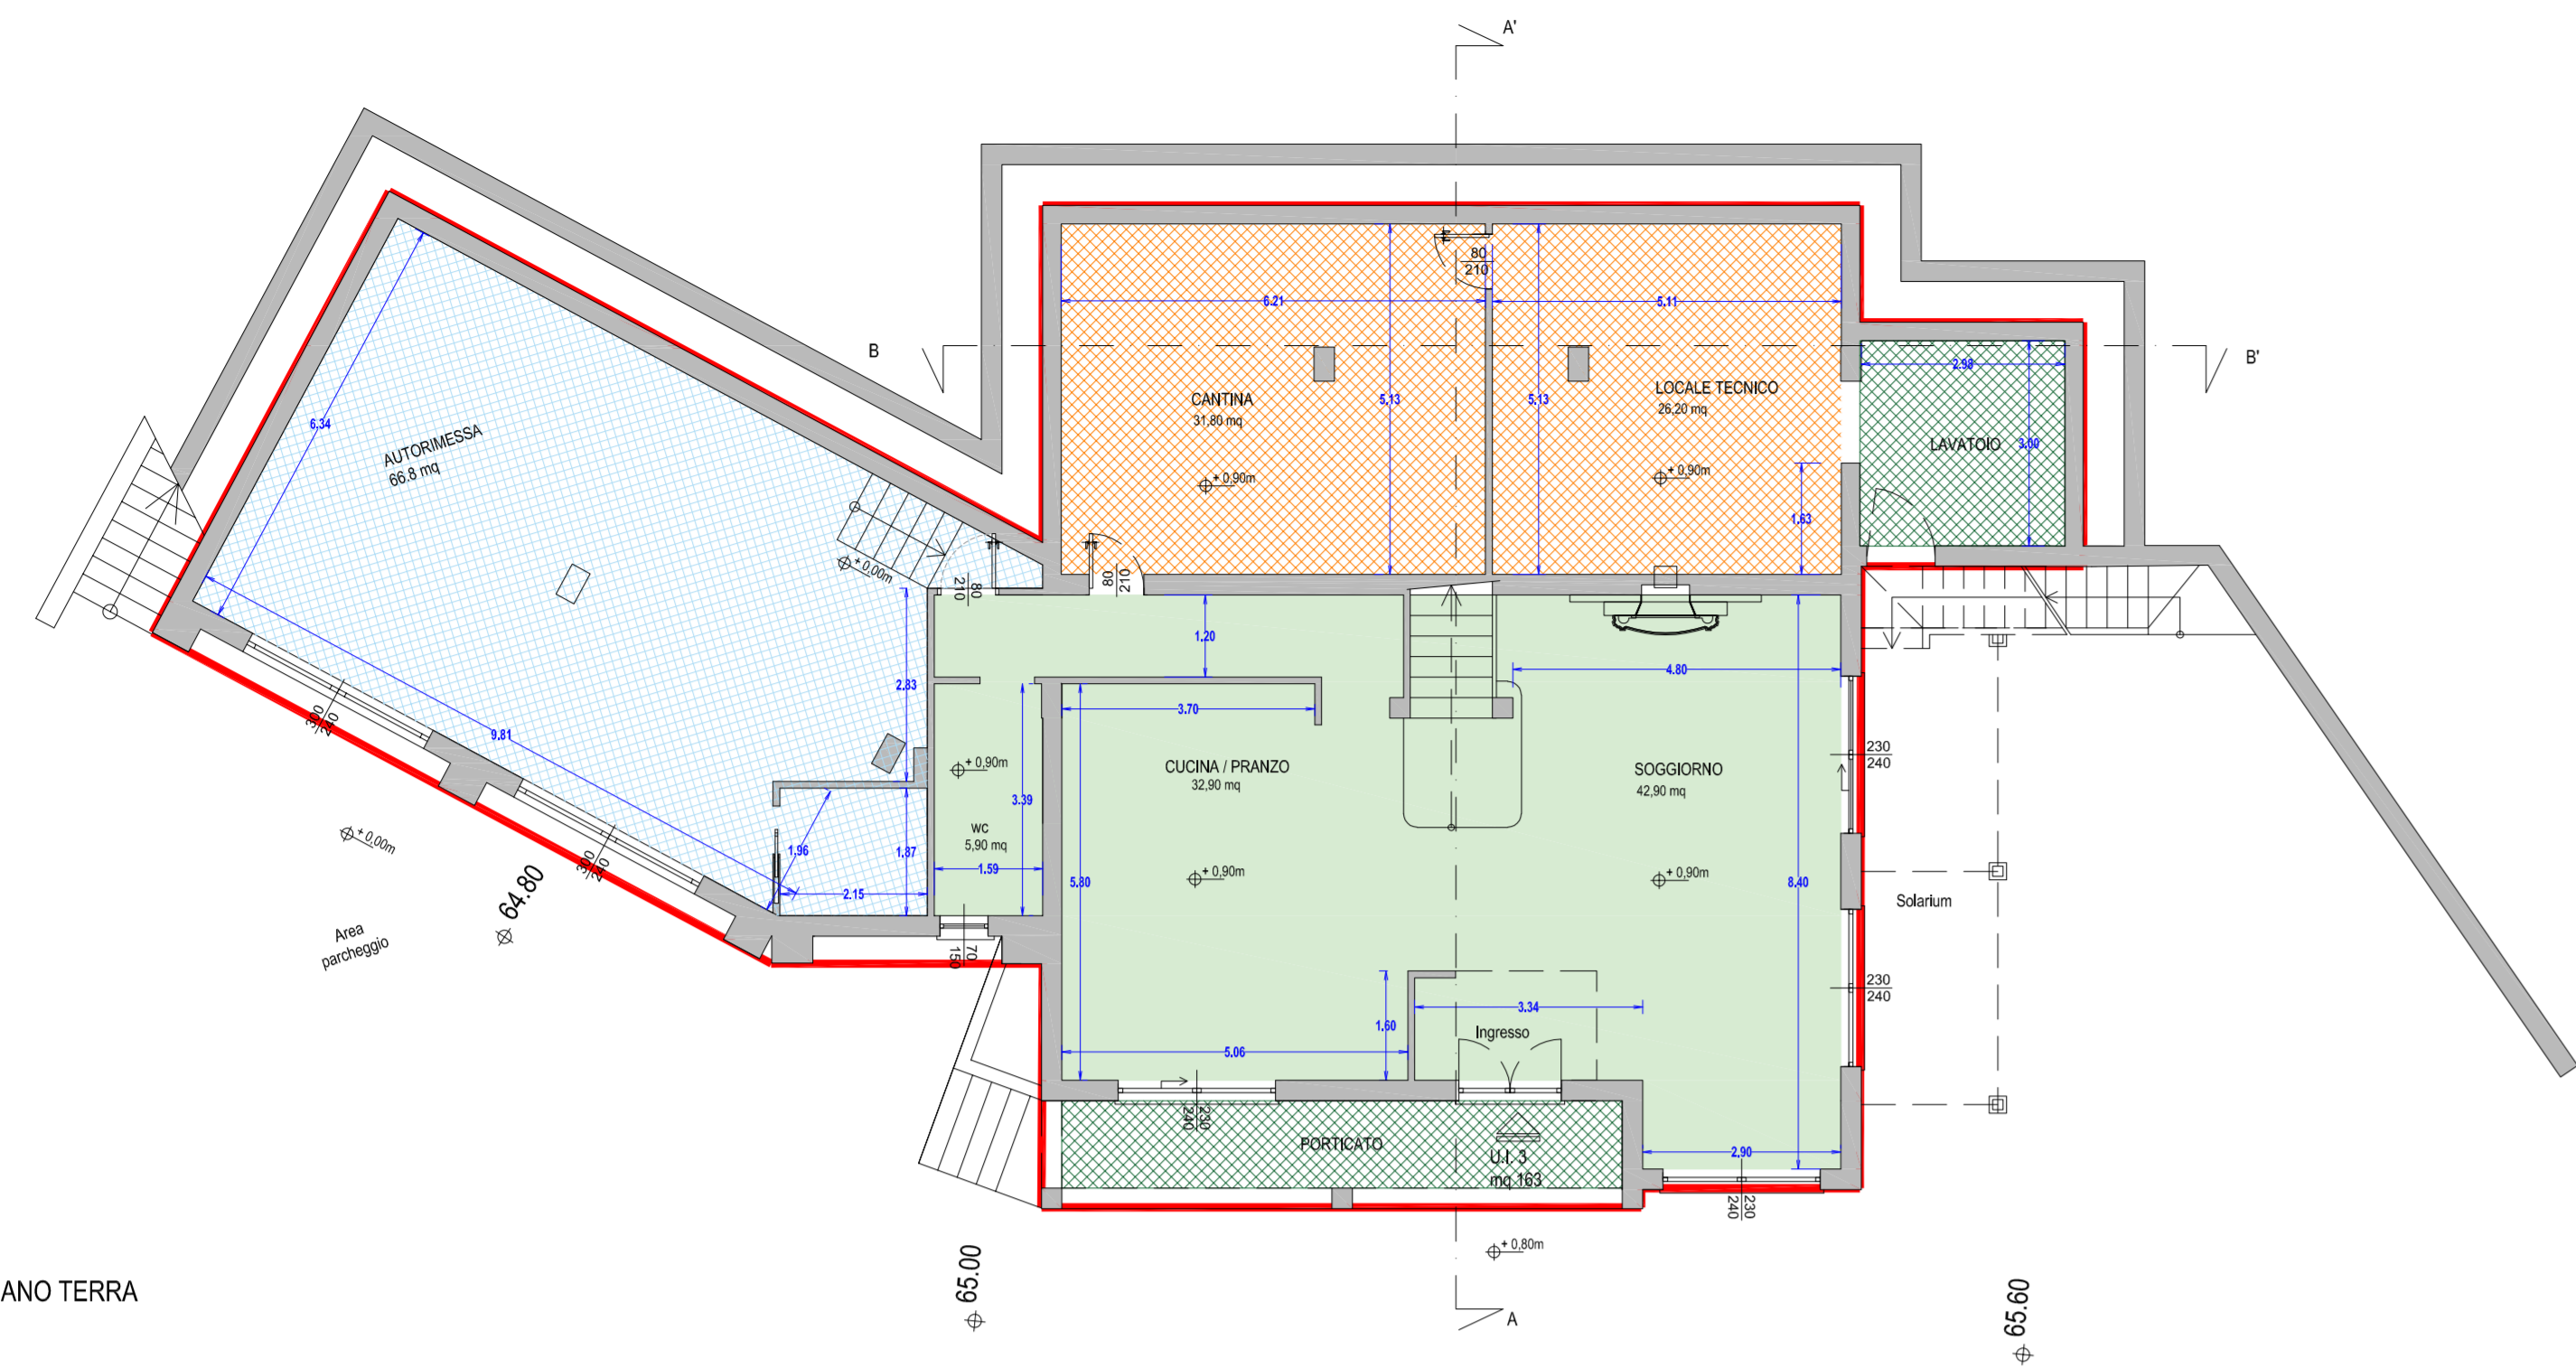 A'
B
B'
80
210
6.21
5.11
CANTINA
31,80 mq
5.13
5.13
LOCALE TECNICO
26,20 mq
2.98
LAVATOIO
3.00
+ 0,90m
+ 0,90m
1.63
6.34
AUTORIMESSA
66.8 mq
+ 0,00m
80
210
80
210
1.20
4.80
2.83
3.70
300
240
9.81
+ 0,90m
CUCINA / PRANZO
32,90 mq
SOGGIORNO
42,90 mq
230
240
3.39
wc
5,90 mq
1.96
1.87
1.59
2.15
5.80
+ 0,90m
+ 0,90m
8.40
+ 0,00m
300
240
64.80
Area
parcheggio
70
150
Solarium
230
240
3.34
1.60
Ingresso
5.06
230
240
PORTICATO
U.I. 3
mq 163
2.90
230
240
+ 0,80m
65.00
65.60
ANO TERRA
A